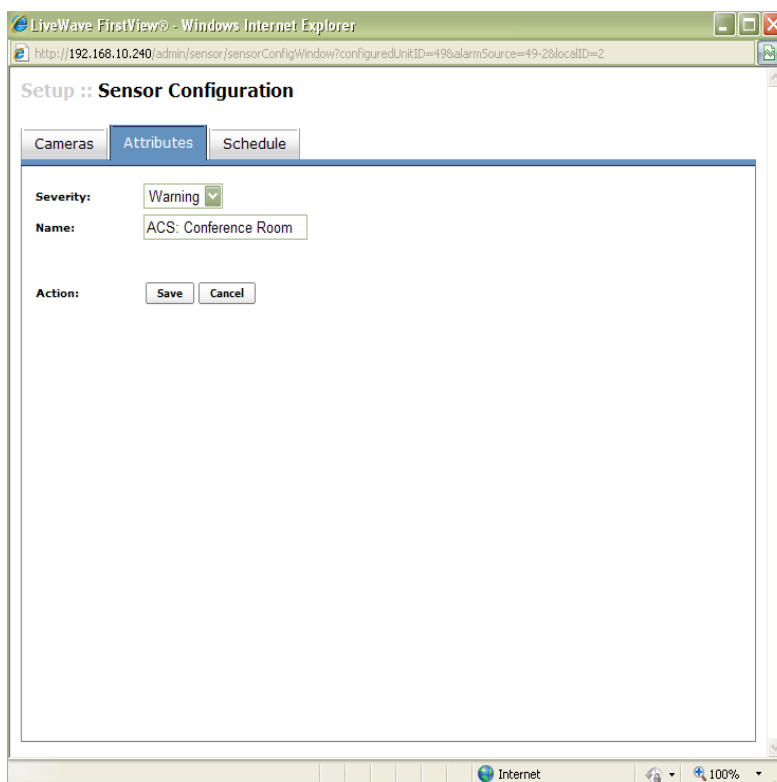 LiveWave FirstView® - Windows Internet Explorer
http://192.168.10.240/admin/sensor/sensorConfigWindow?configuredUnitID=49&alarmSource=49-2&localID=2
Setup :: Sensor Configuration
Cameras Attributes Schedule
Severity: Warning
Name: ACS: Conference Room
Action: Save Cancel
Internet 100%